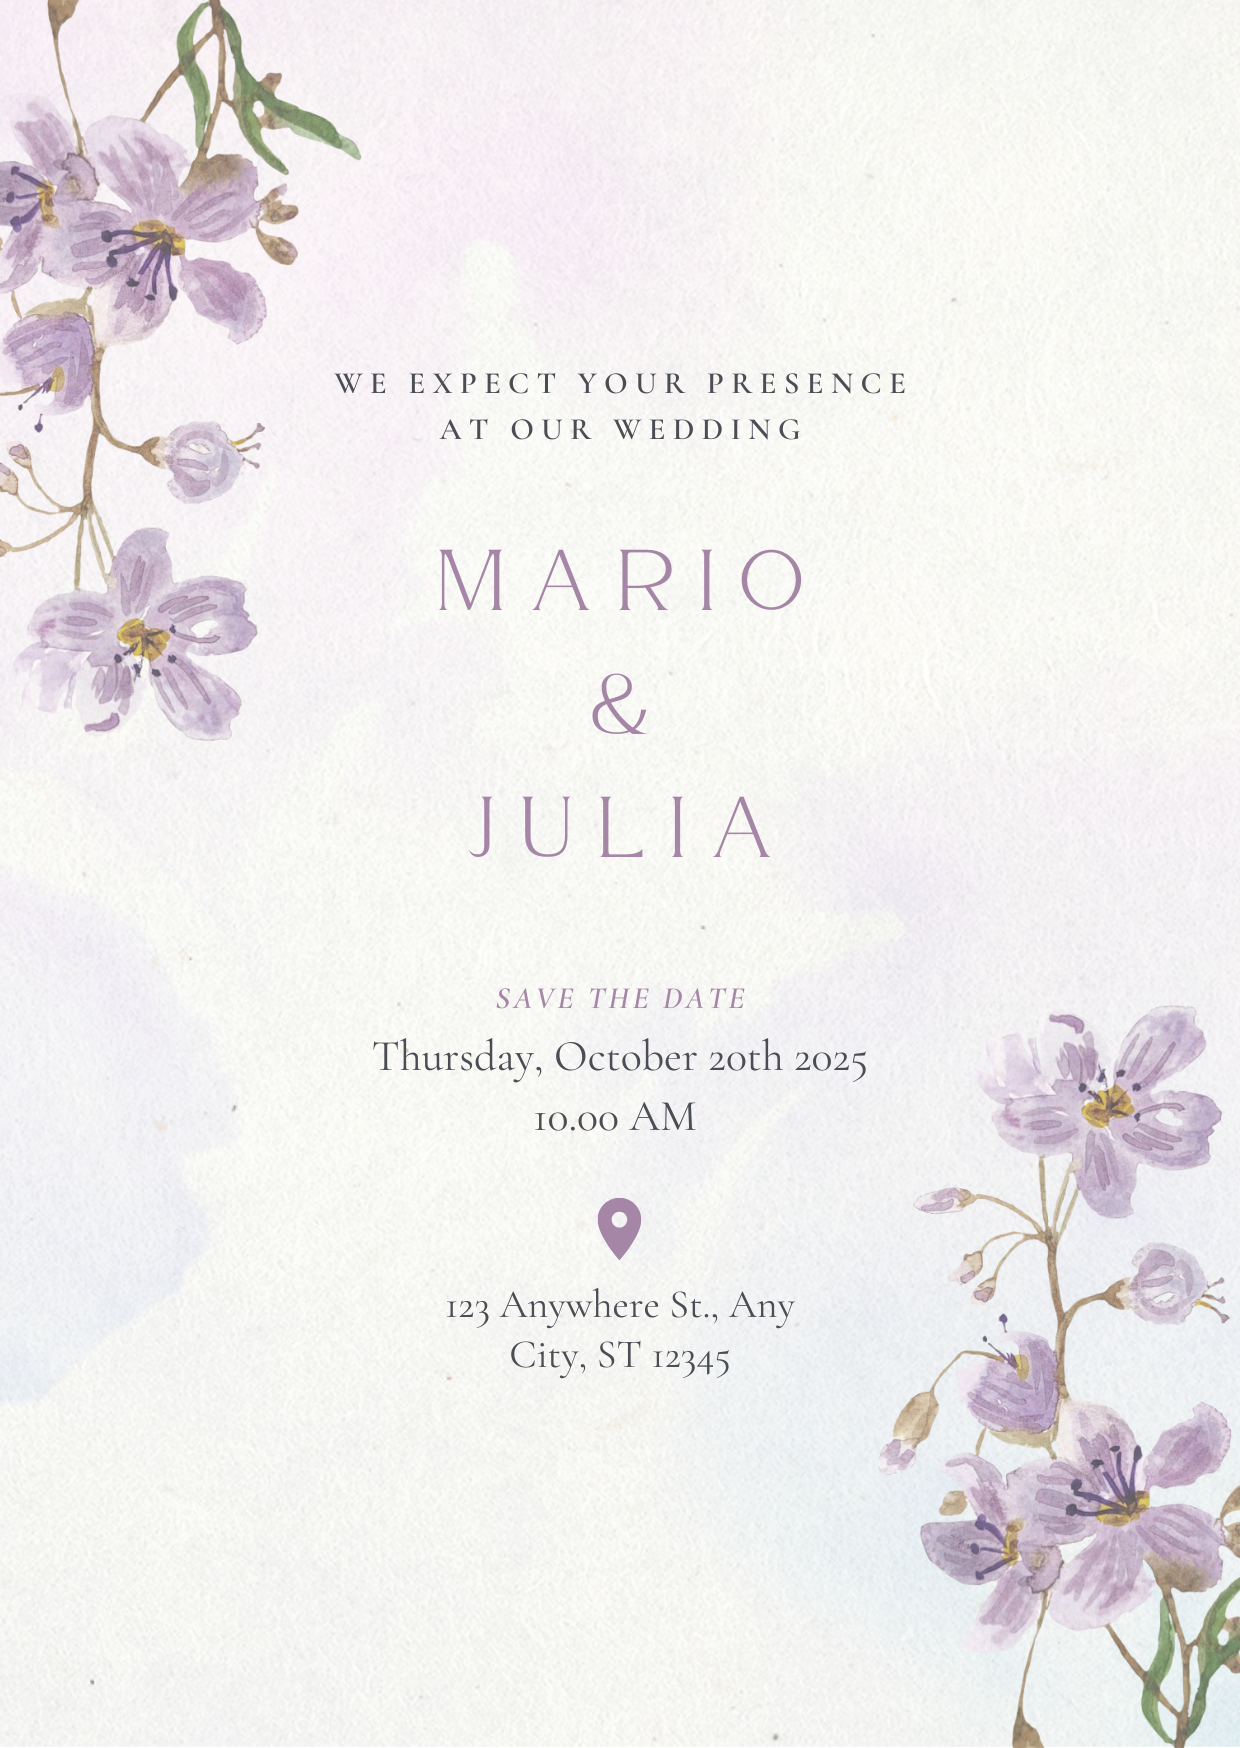 WE EXPECT YOUR PRESENCE
AT OUR WEDDING
MARIO
&
JULIA
SAVE THE DATE
Thursday, October 20th 2025
10.00 AM
123 Anywhere St., Any
City, ST 12345